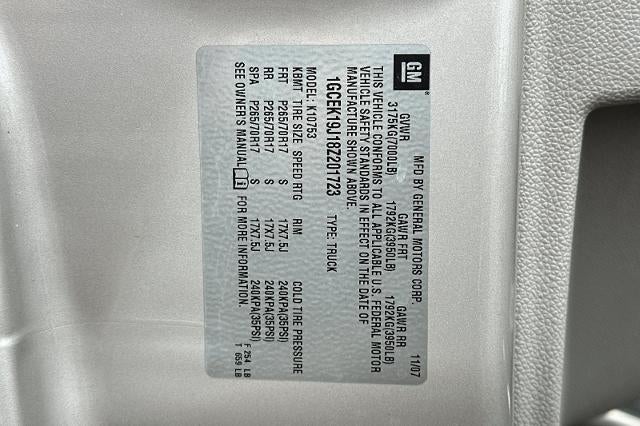 GM ®
MFD BY GENERAL MOTORS CORP. 11/07
GVWR GAWR FRT GAWR RR
3175KG(7000LB) 1792KG(3950LB) 1792KG(3950LB)
THIS VEHICLE CONFORMS TO ALL APPLICABLE U.S. FEDERAL MOTOR
VEHICLE SAFETY STANDARDS IN EFFECT ON THE DATE OF
MANUFACTURE SHOWN ABOVE.
1GCEK19J18Z201723 TYPE: TRUCK
MODEL: K10753
KBMT TIRE SIZE SPEED RTG RIM COLD TIRE PRESSURE
FRT P265/70R17 S 17X7.5J 240KPA(35PSI)
RR P265/70R17 S 17X7.5J 240KPA(35PSI)
SPA P265/70R17 S 17X7.5J 240KPA(35PSI)
SEE OWNER'S MANUAL i FOR MORE INFORMATION.
F 254 LB
T 659 LB